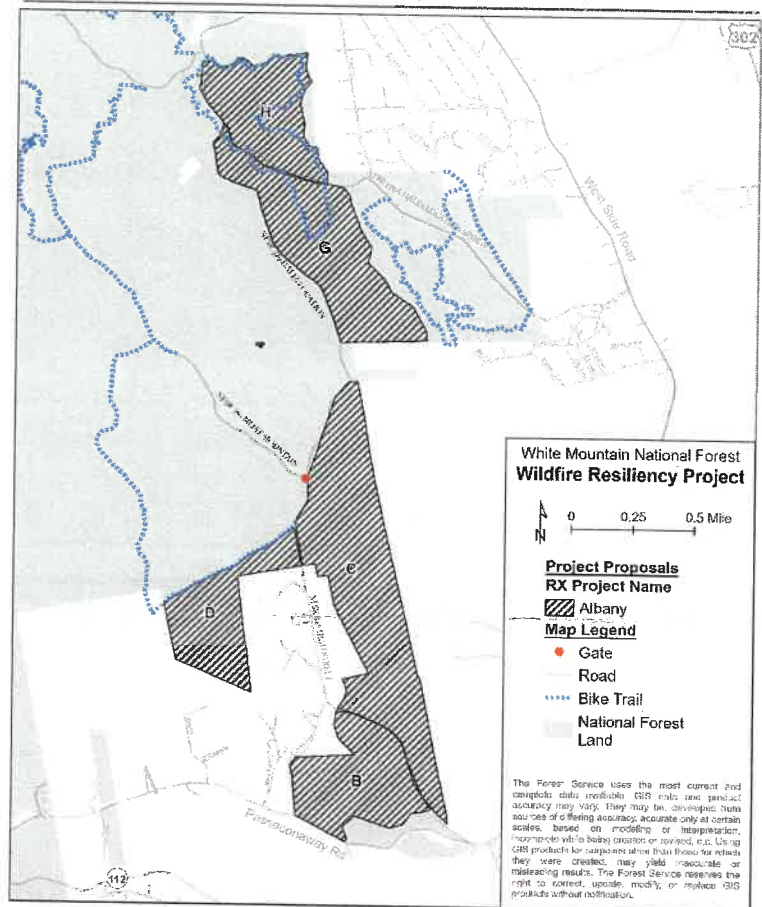 302
H
West Side Road
G
C
D
B
Passaconaway Rd
112
White Mountain National Forest
Wildfire Resiliency Project
N
0 0.25 0.5 Mile
Project Proposals
RX Project Name
Albany
Map Legend
Gate
Road
Bike Trail
National Forest
Land
The Forest Service uses the most current and
complete data available. GIS data and product
accuracy may vary. They may be: developed from
sources of differing accuracy, accurate only at certain
scales, based on modeling or interpretation,
incomplete while being created or revised, etc. Using
GIS products for purposes other than those for which
they were created, may yield inaccurate or
misleading results. The Forest Service reserves the
right to correct, update, modify, or replace GIS
products without notification.